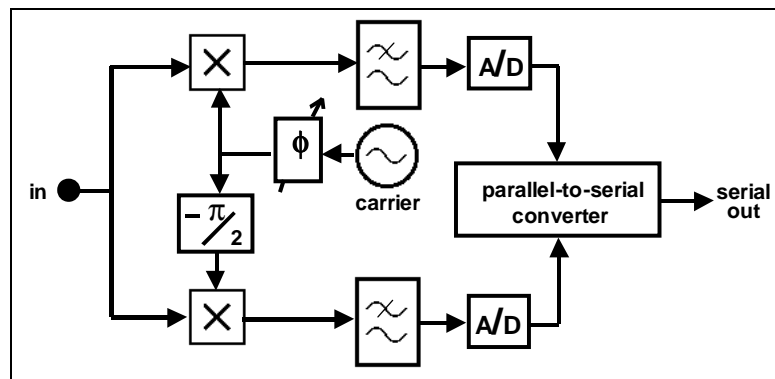 A/D
ϕ
in
carrier
parallel-to-serial
converter
serial
out
- π/2
A/D